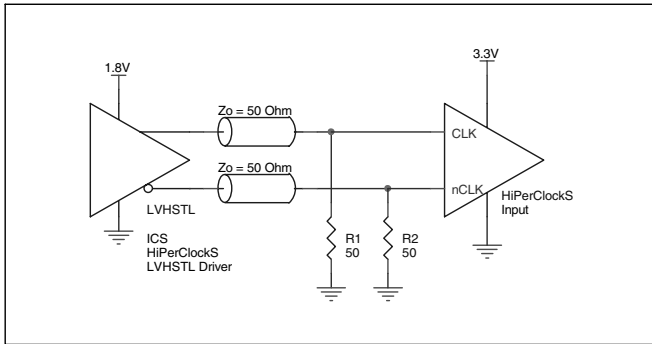 1.8V
3.3V
Zo = 50 Ohm
CLK
Zo = 50 Ohm
nCLK
HiPerClockS
Input
LVHSTL
ICS
HiPerClockS
LVHSTL Driver
R1
50
R2
50